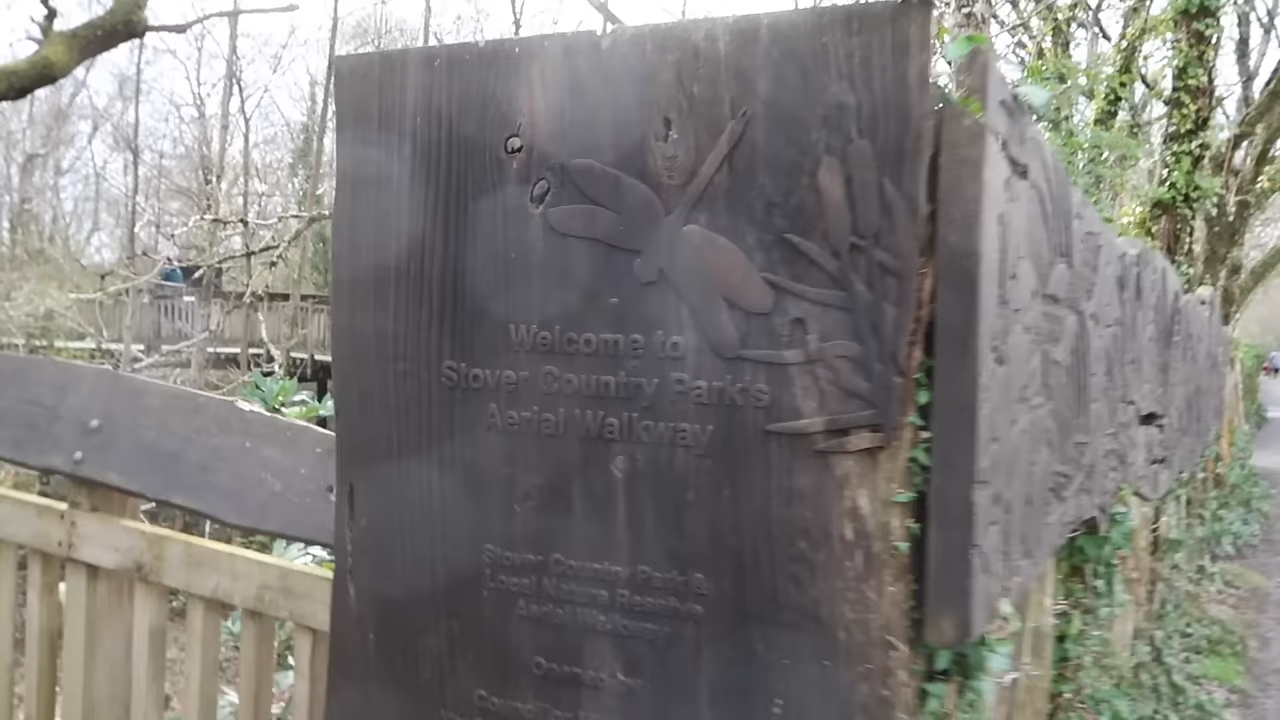 Welcome to
Stover Country Park's
Aerial Walkway
Stover Country Park &
Local Nature Reserve
Aerial Walkway